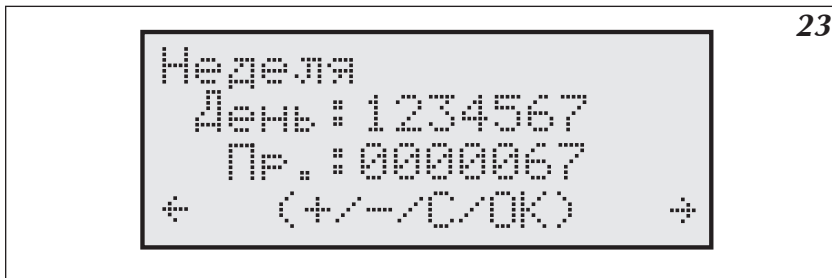 23
Неделя
День:1234567
Пр.:0000067
← (+/-/C/OK) →